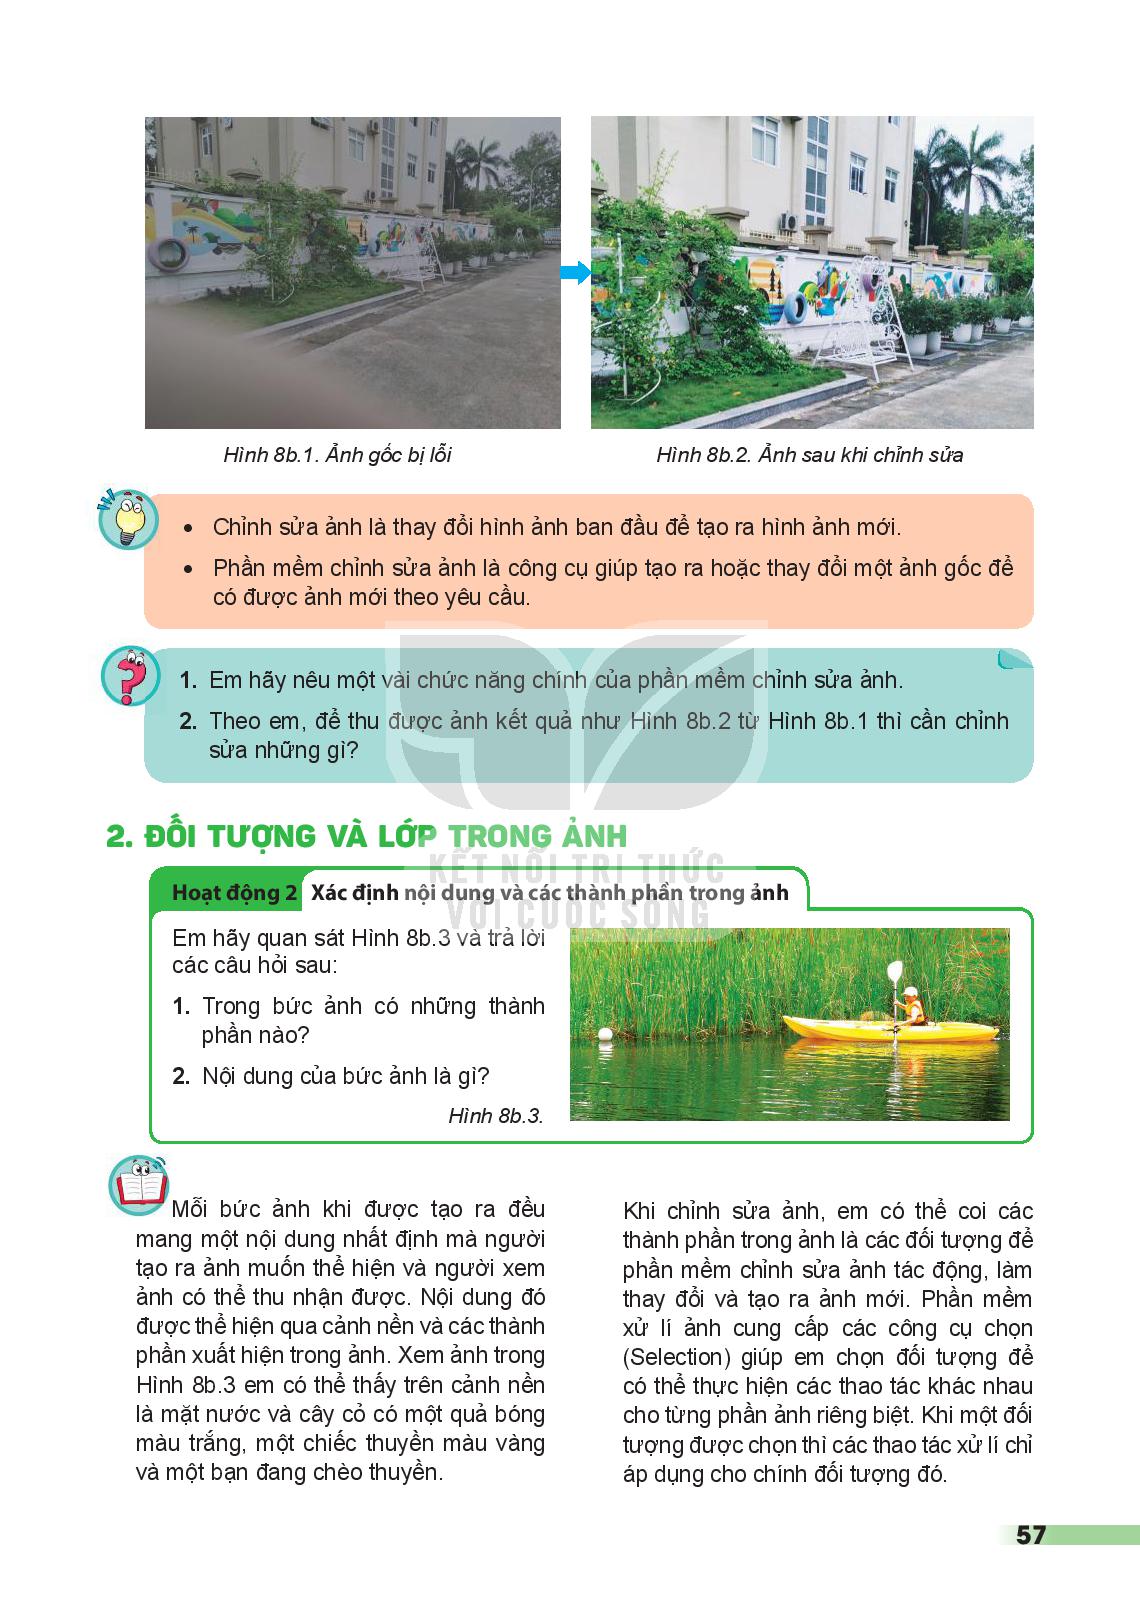 Hình 8b.1. Ảnh gốc bị lỗi
Hình 8b.2. Ảnh sau khi chỉnh sửa
• Chỉnh sửa ảnh là thay đổi hình ảnh ban đầu để tạo ra hình ảnh mới.
• Phần mềm chỉnh sửa ảnh là công cụ giúp tạo ra hoặc thay đổi một ảnh gốc để
có được ảnh mới theo yêu cầu.
1. Em hãy nêu một vài chức năng chính của phần mềm chỉnh sửa ảnh.
2. Theo em, để thu được ảnh kết quả như Hình 8b.2 từ Hình 8b.1 thì cần chỉnh
sửa những gì?
2. ĐỐI TƯỢNG VÀ LỚP TRONG ẢNH
KẾT NỐI TRI THỨC
VỚI CUỘC SỐNG
Hoạt động 2 Xác định nội dung và các thành phần trong ảnh
Em hãy quan sát Hình 8b.3 và trả lời
các câu hỏi sau:
1. Trong bức ảnh có những thành
phần nào?
2. Nội dung của bức ảnh là gì?
Hình 8b.3.
Mỗi bức ảnh khi được tạo ra đều
mang một nội dung nhất định mà người
tạo ra ảnh muốn thể hiện và người xem
ảnh có thể thu nhận được. Nội dung đó
được thể hiện qua cảnh nền và các thành
phần xuất hiện trong ảnh. Xem ảnh trong
Hình 8b.3 em có thể thấy trên cảnh nền
là mặt nước và cây cỏ có một quả bóng
màu trắng, một chiếc thuyền màu vàng
và một bạn đang chèo thuyền.
Khi chỉnh sửa ảnh, em có thể coi các
thành phần trong ảnh là các đối tượng để
phần mềm chỉnh sửa ảnh tác động, làm
thay đổi và tạo ra ảnh mới. Phần mềm
xử lí ảnh cung cấp các công cụ chọn
(Selection) giúp em chọn đối tượng để
có thể thực hiện các thao tác khác nhau
cho từng phần ảnh riêng biệt. Khi một đối
tượng được chọn thì các thao tác xử lí chỉ
áp dụng cho chính đối tượng đó.
57